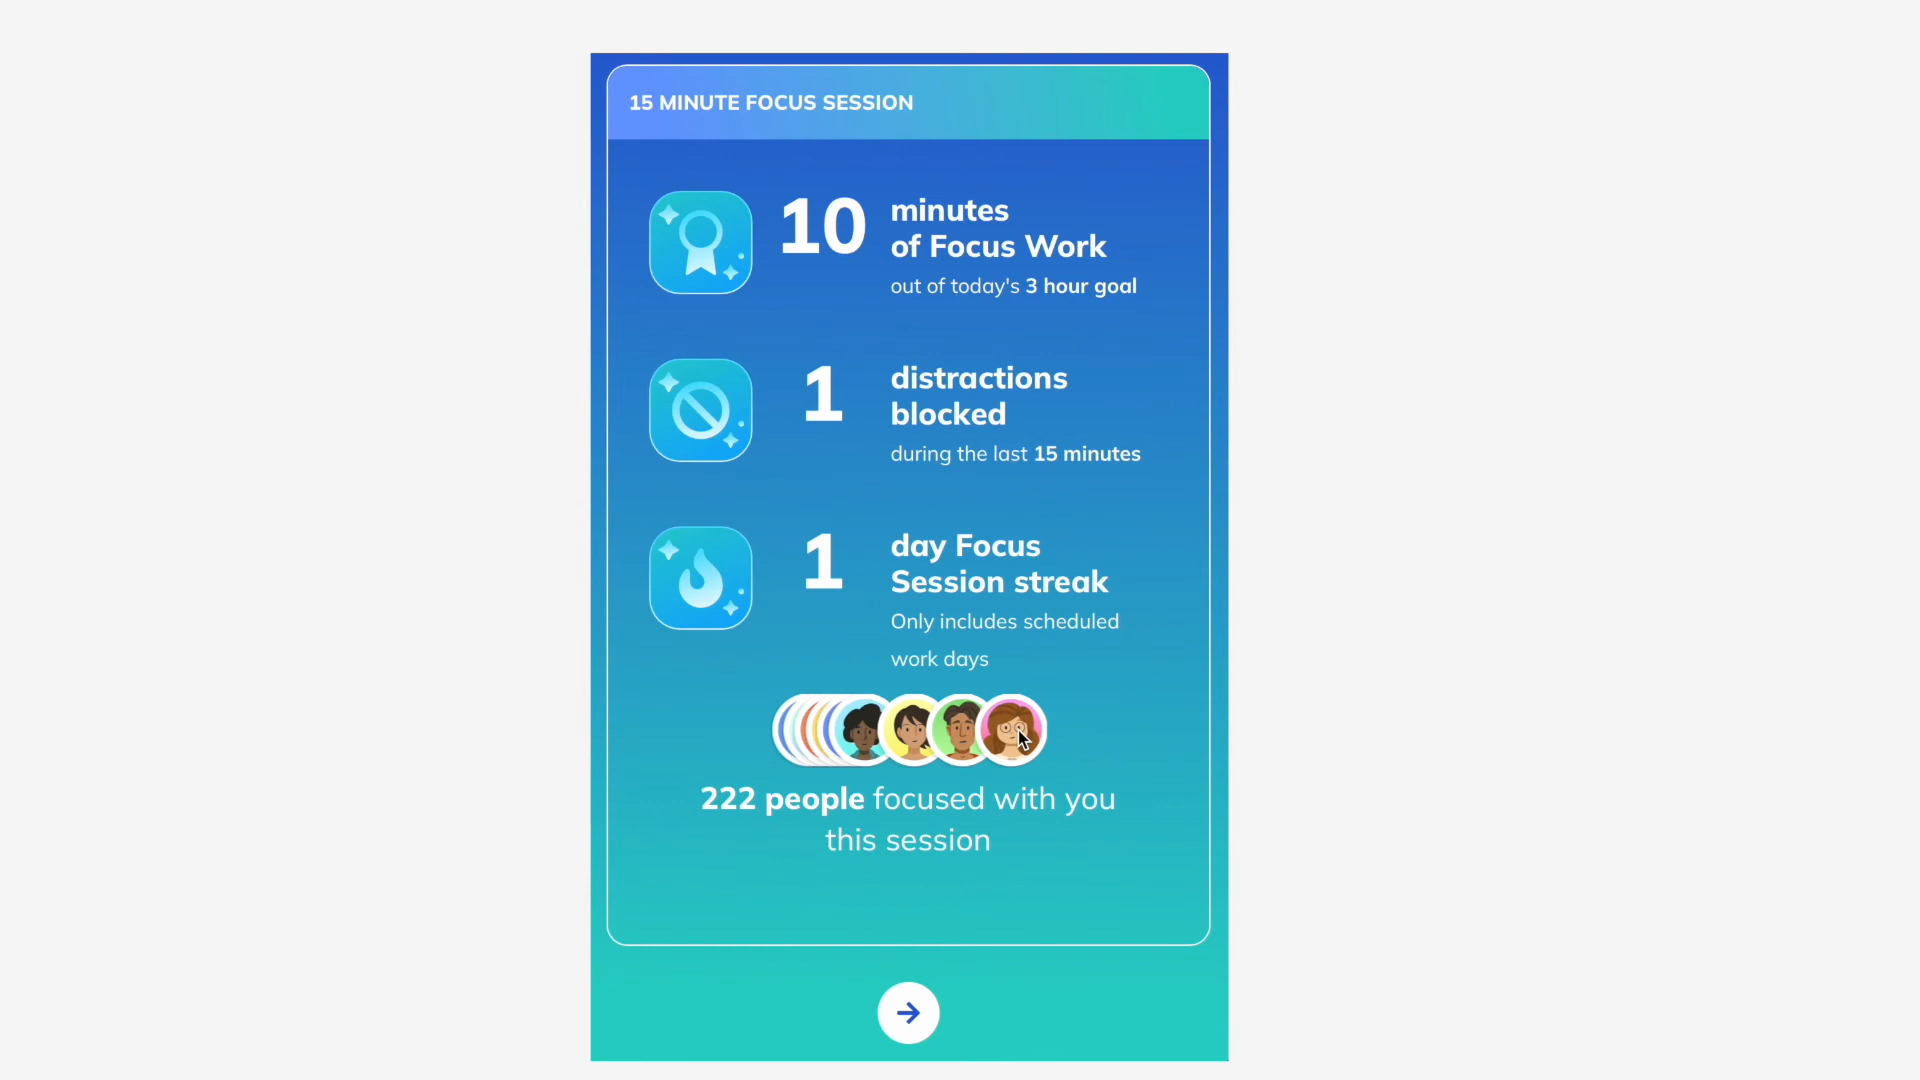 15 MINUTE FOCUS SESSION
10
minutes
of Focus Work
out of today's 3 hour goal
1
distractions
blocked
during the last 15 minutes
1
day Focus
Session streak
Only includes scheduled
work days
222 people focused with you
this session